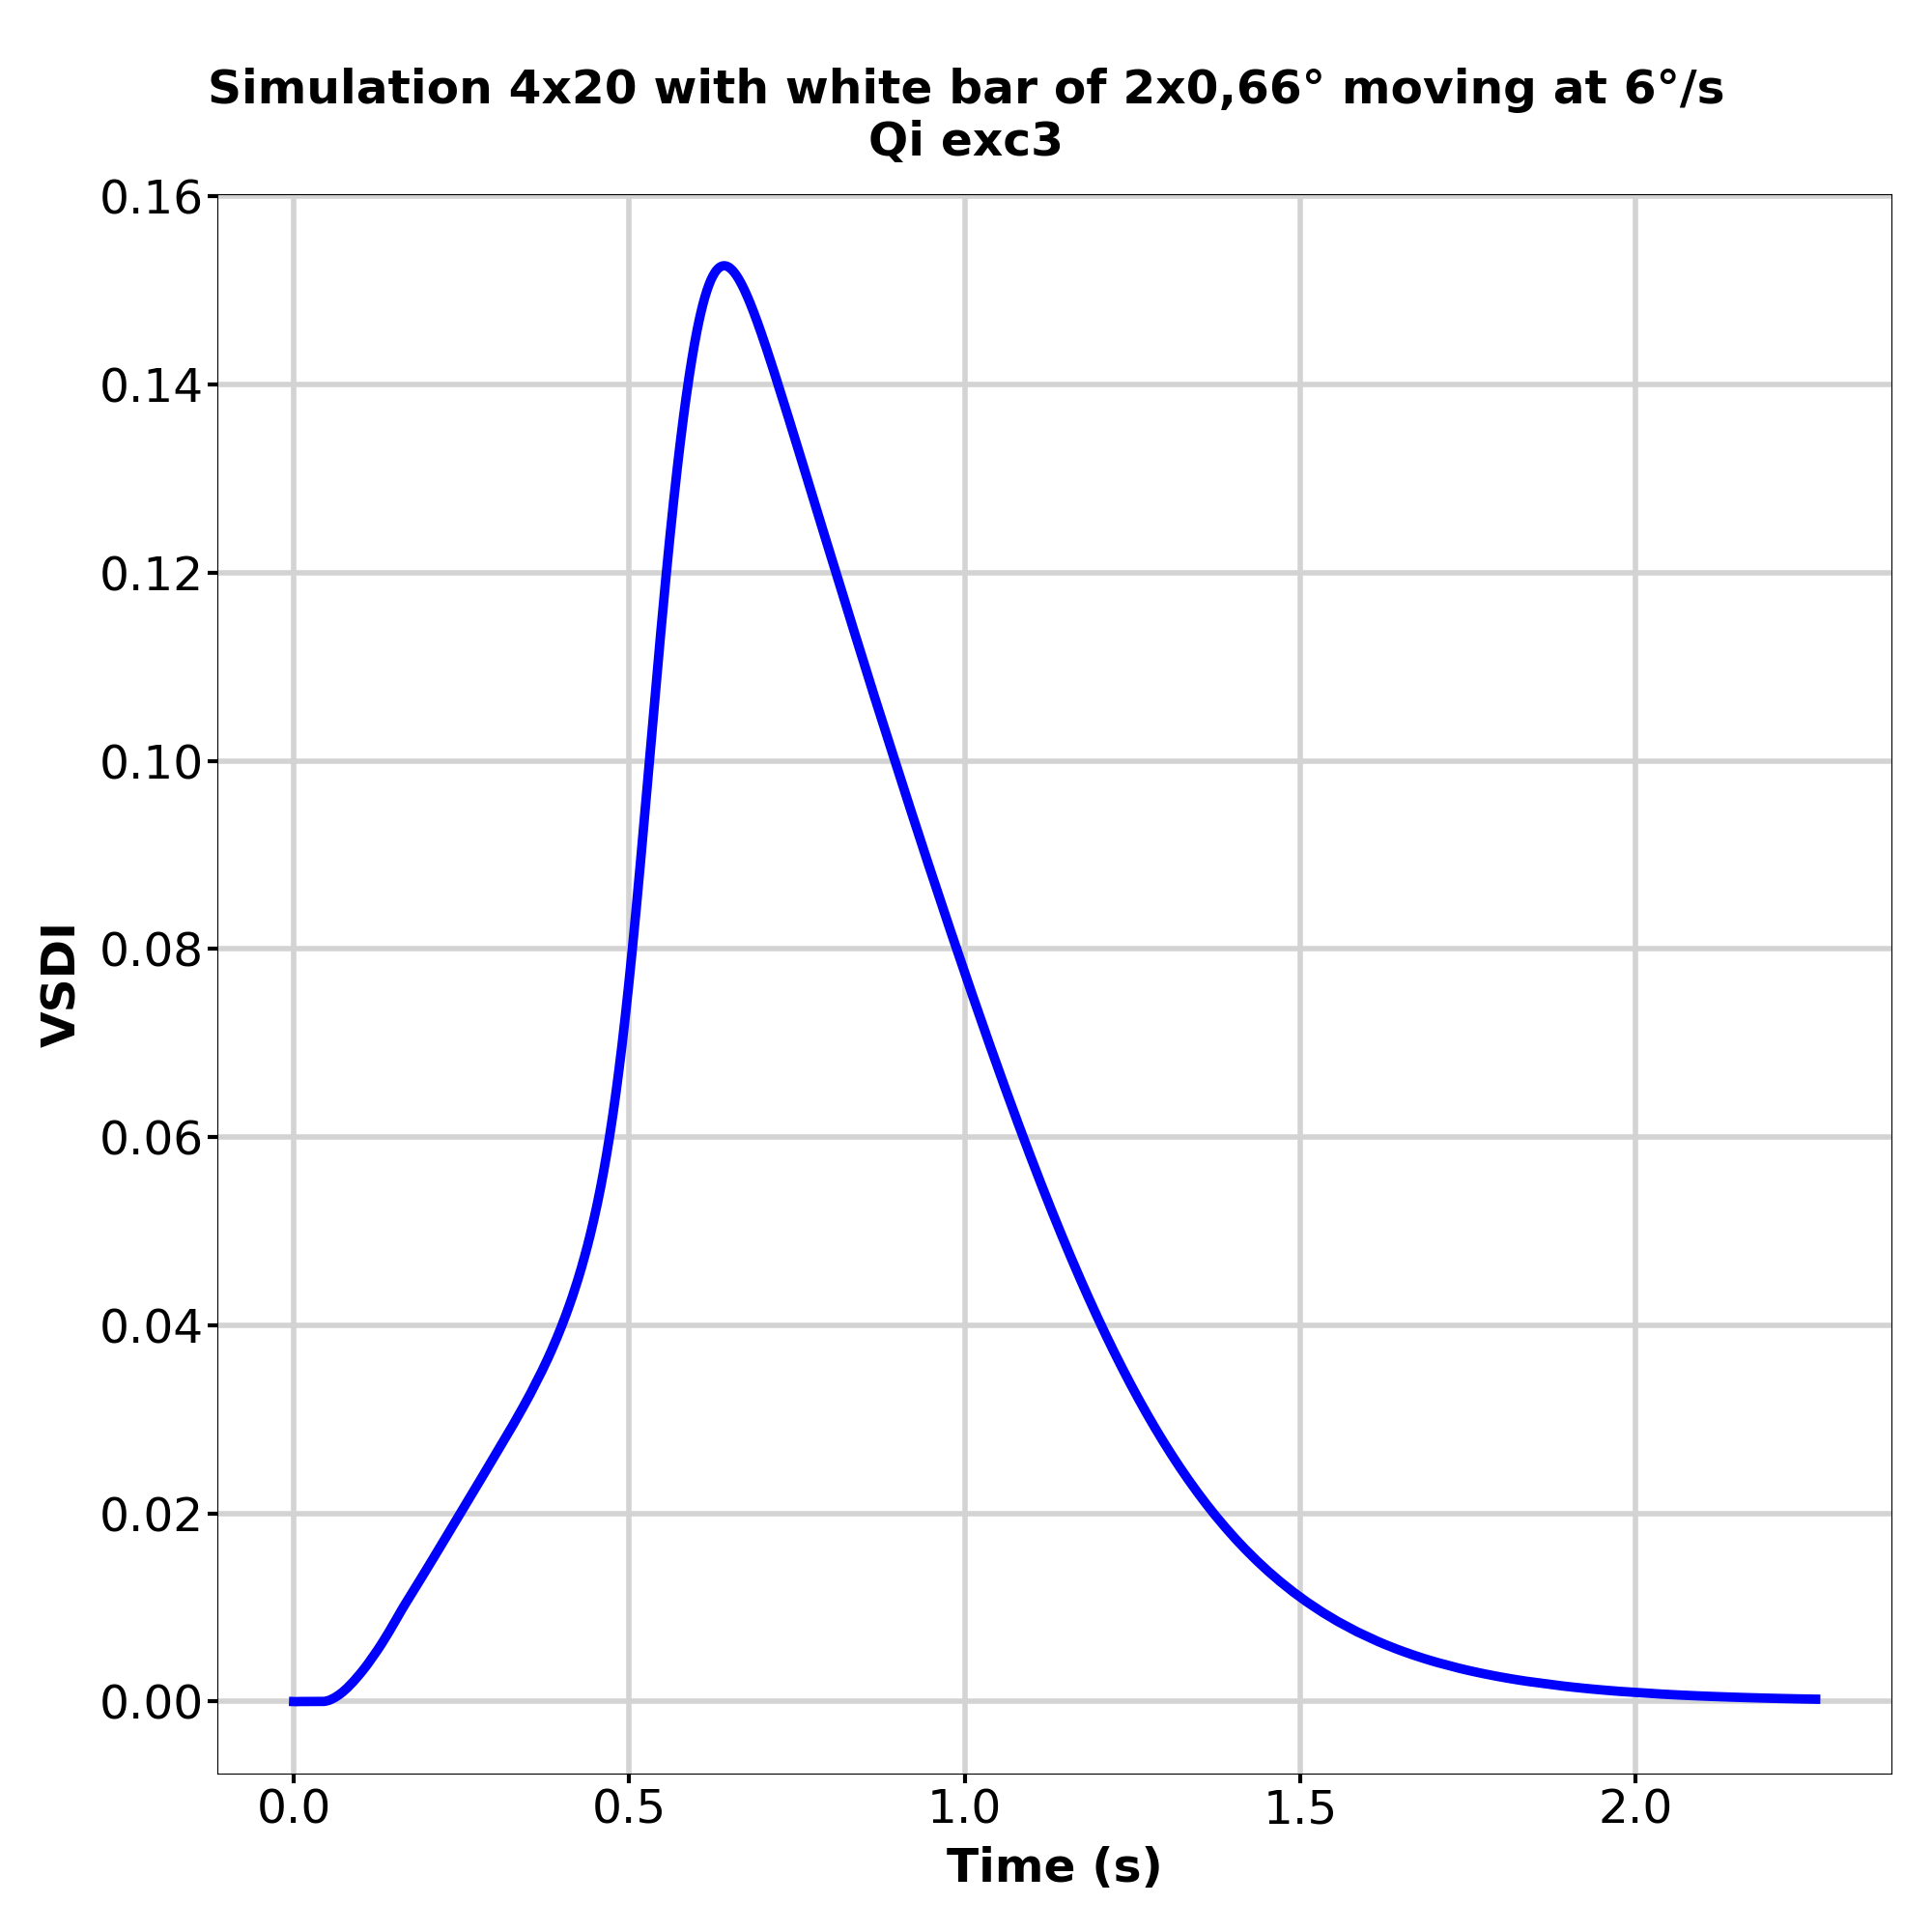 Simulation 4x20 with white bar of 2x0,66° moving at 6°/s
Qi exc3
0.16
0.14
0.12
0.10
0.08
0.06
0.04
0.02
0.00
VSDI
0.0 0.5 1.0 1.5 2.0
Time (s)